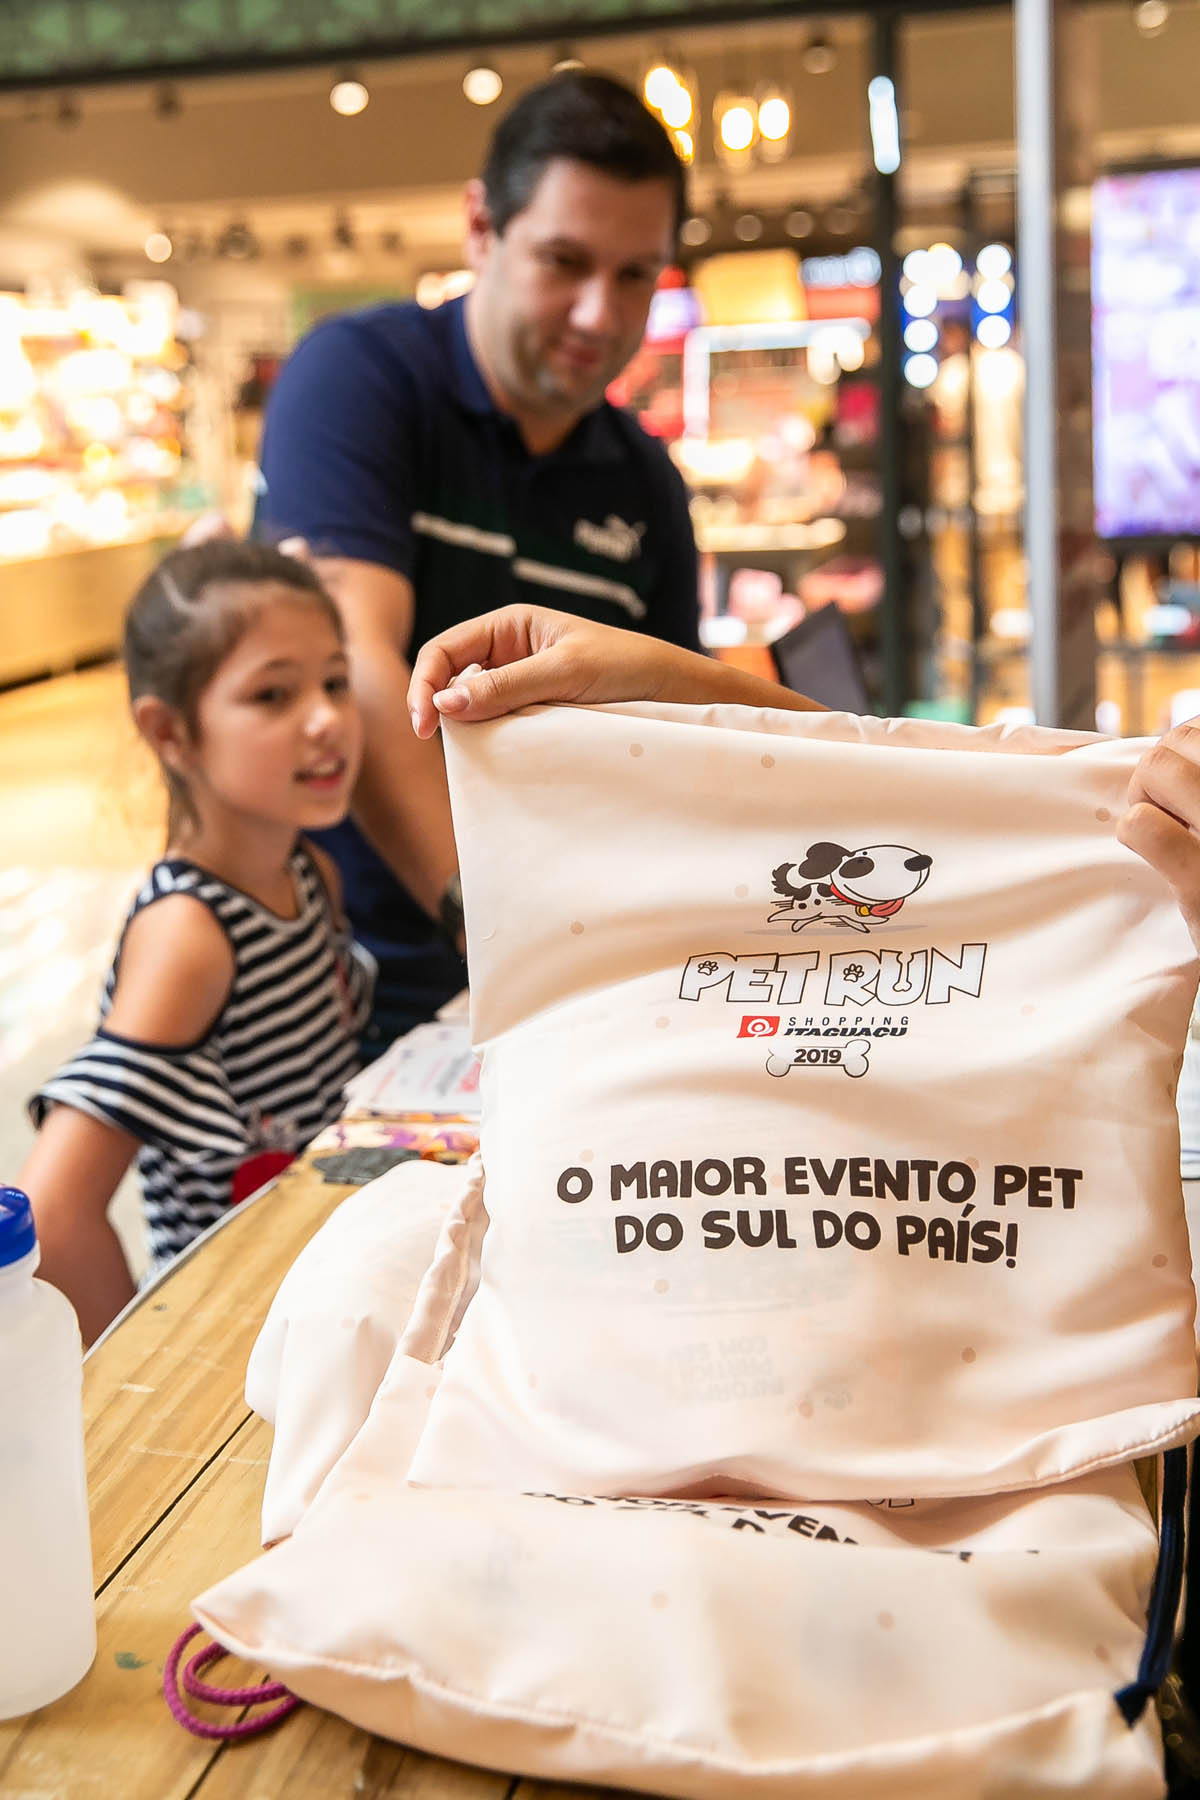 PET RUN
SHOPPING
ITAGUAÇU
2019
O MAIOR EVENTO PET
DO SUL DO PAÍS!